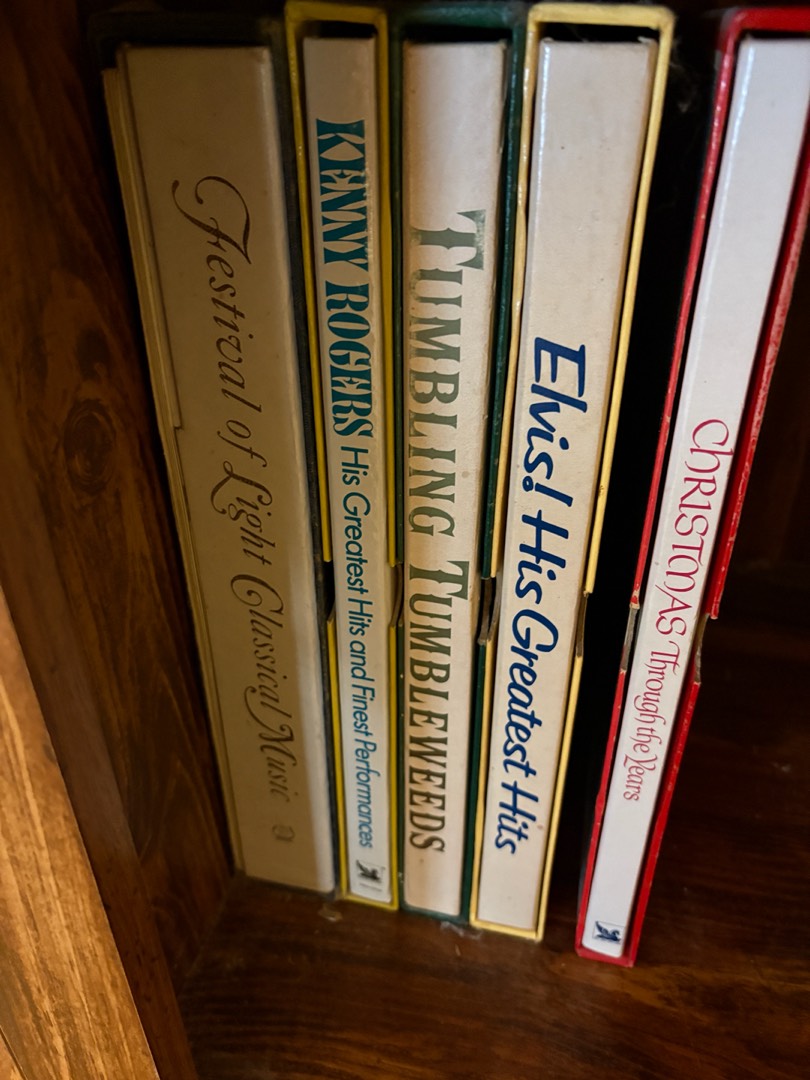 Festival of Light Classical Music
KENNY ROGERS His Greatest Hits and Finest Performances
TUMBLING TUMBLEWEEDS
Elvis! His Greatest Hits
CHRISTMAS Through the Years